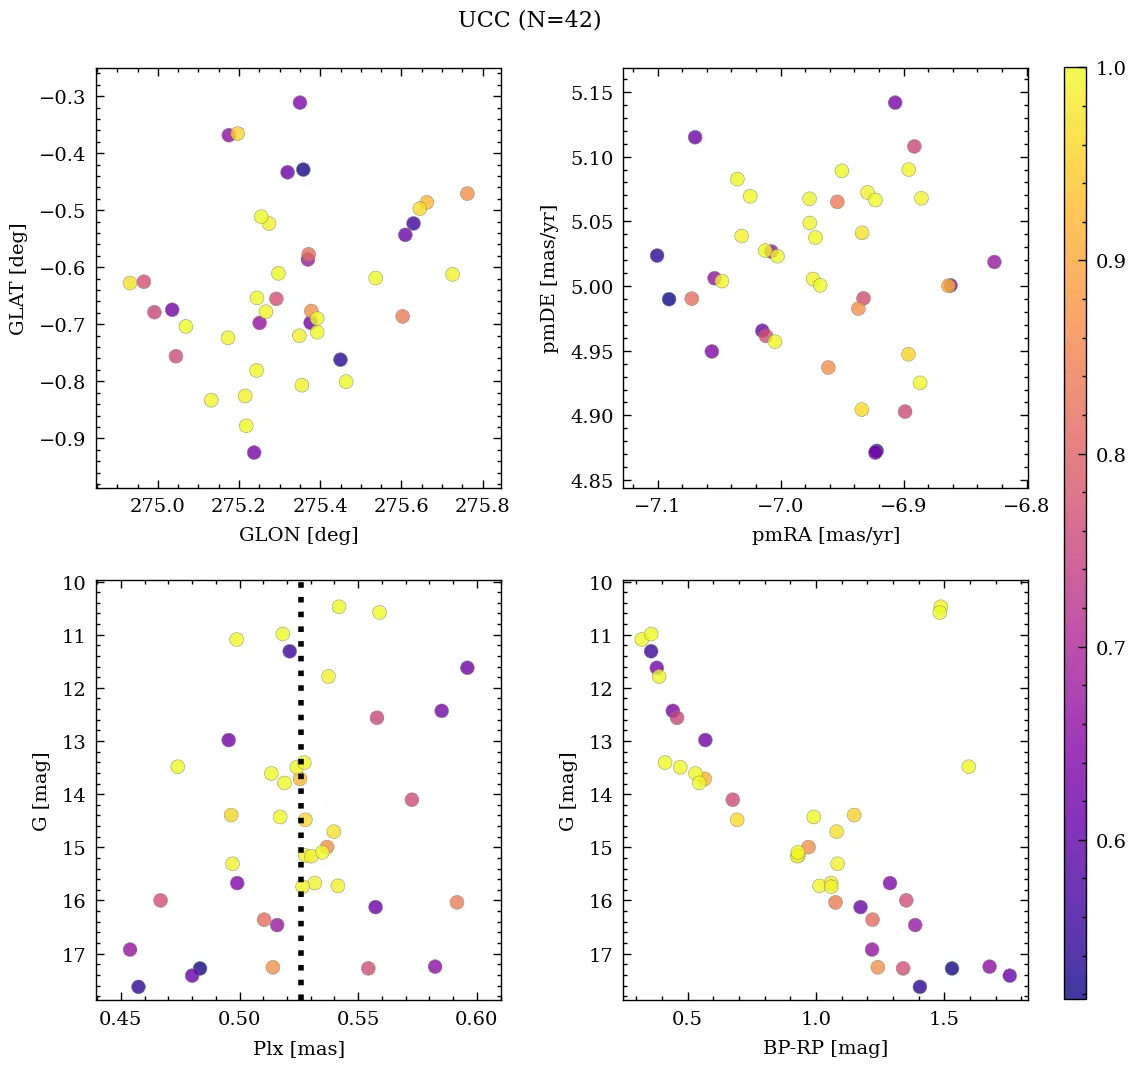 UCC (N=42)
−0.3
−0.4
−0.5
−0.6
−0.7
−0.8
−0.9
GLAT [deg]
275.0 275.2 275.4 275.6 275.8
GLON [deg]
5.15
5.10
5.05
5.00
4.95
4.90
4.85
pmDE [mas/yr]
−7.1 −7.0 −6.9 −6.8
pmRA [mas/yr]
10
11
12
13
14
15
16
17
G [mag]
0.45 0.50 0.55 0.60
Plx [mas]
10
11
12
13
14
15
16
17
G [mag]
0.5 1.0 1.5
BP-RP [mag]
1.0
0.9
0.8
0.7
0.6